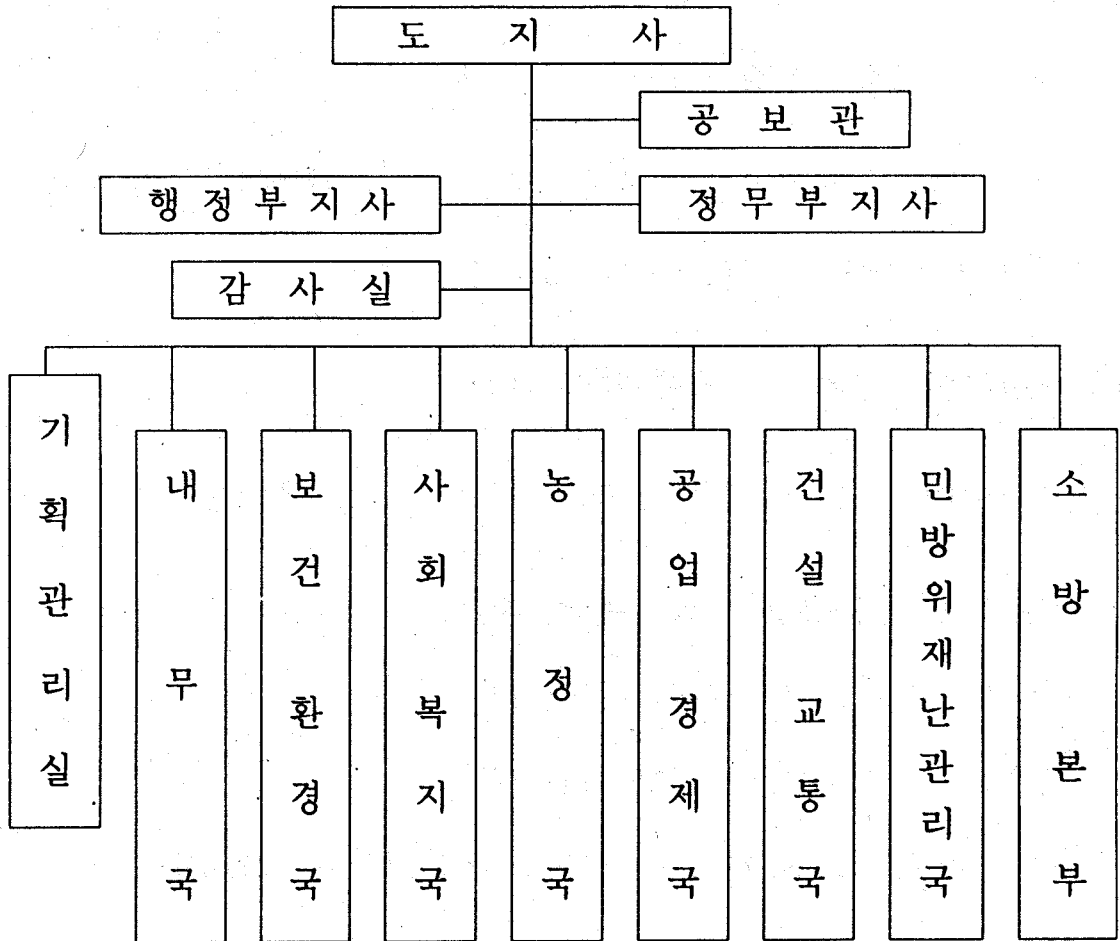 도 지 사
공 보 관
행 정 부 지 사
정 무 부 지 사
감 사 실
기획관리실
내무국
보건 환경국
사회 복지국
농정국
공업 경제국
건설 교통국
민방위재난관리국
소방 본부